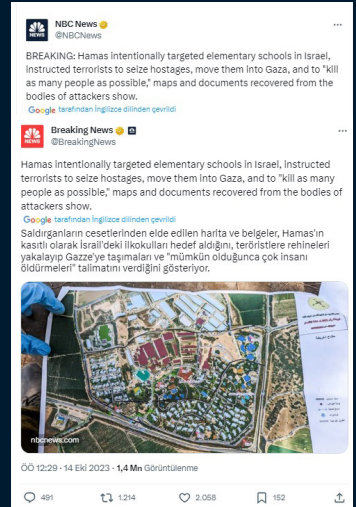 NBC News
NEWS
@NBCNews
BREAKING: Hamas intentionally targeted elementary schools in Israel,
instructed terrorists to seize hostages, move them into Gaza, and to "kill
as many people as possible," maps and documents recovered from the
bodies of attackers show.
Google tarafından İngilizce dilinden çevrildi
Breaking News
NEWS
@BreakingNews
Hamas intentionally targeted elementary schools in Israel, instructed
terrorists to seize hostages, move them into Gaza, and to "kill as many
people as possible," maps and documents recovered from the bodies of
attackers show.
Google tarafından İngilizce dilinden çevrildi
Saldırganların cesetlerinden elde edilen harita ve belgeler, Hamas'ın
kasıtlı olarak İsrail'deki ilkokulları hedef aldığını, teröristlere rehineleri
yakalayıp Gazze'ye taşımaları ve "mümkün olduğunca çok insanı
öldürmeleri" talimatını verdiğini gösteriyor.
nbcnews.com
ÖÖ 12:29 · 14 Eki 2023 · 1,4 Mn Görüntülenme
491
1.214
2.058
152